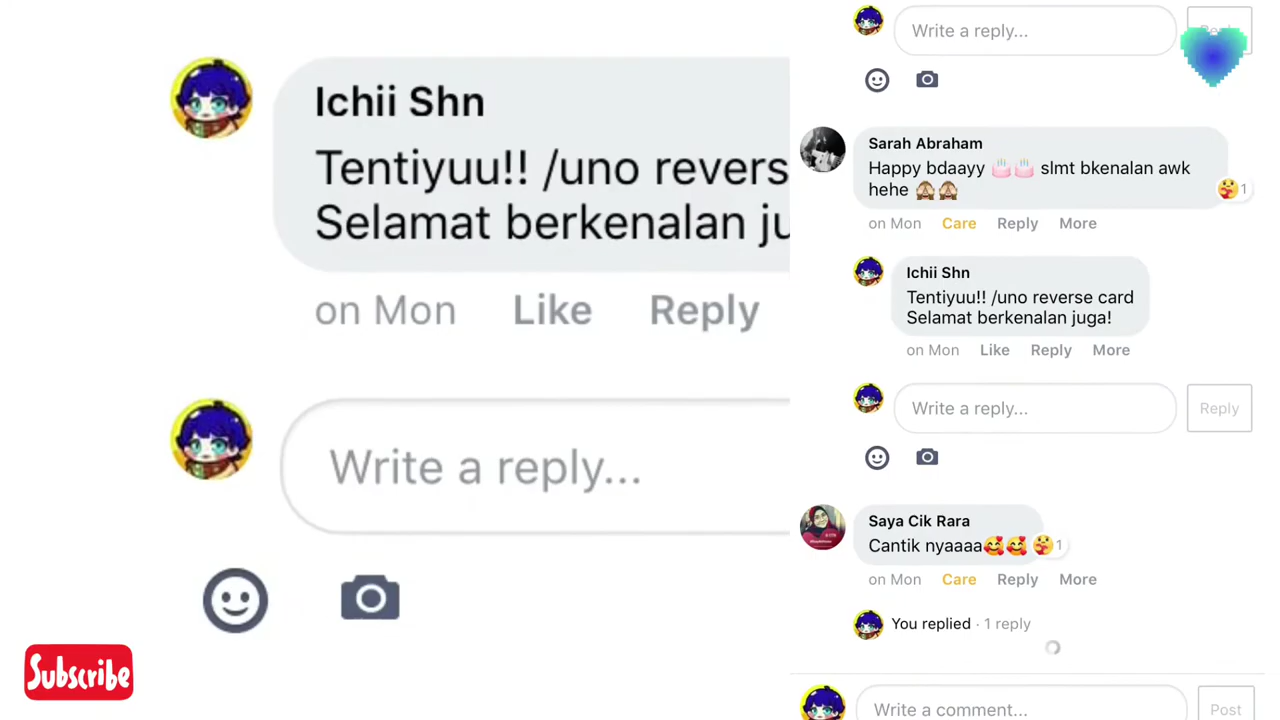 Ichii Shn
Tentiyuu!! /uno revers
Selamat berkenalan ju
on Mon Like Reply
Write a reply...
Subscribe
Write a reply...
Reply
Sarah Abraham
Happy bdaayy 🎂🎂 slmt bkenalan awk
hehe 🙈🙈
1
on Mon Care Reply More
Ichii Shn
Tentiyuu!! /uno reverse card
Selamat berkenalan juga!
on Mon Like Reply More
Write a reply...
Reply
Saya Cik Rara
Cantik nyaaaa🥰🥰
1
on Mon Care Reply More
You replied · 1 reply
Write a comment...
Post